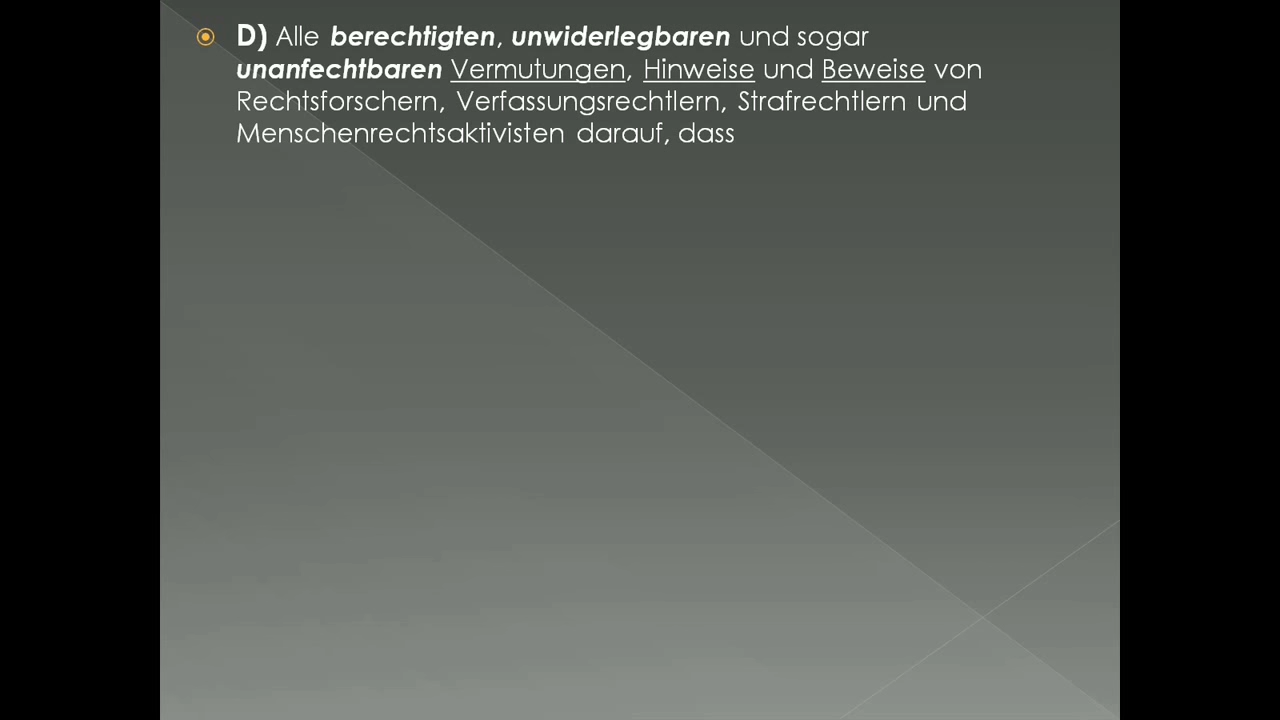 D) Alle berechtigten, unwiderlegbaren und sogar
unanfechtbaren Vermutungen, Hinweise und Beweise von
Rechtsforschern, Verfassungsrechtlern, Strafrechtlern und
Menschenrechtsaktivisten darauf, dass